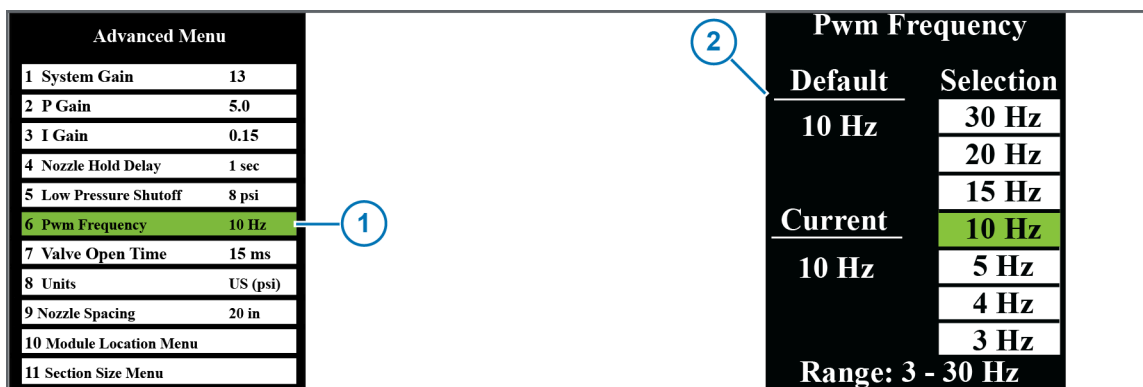 Advanced Menu
1 System Gain 13
2 P Gain 5.0
3 I Gain 0.15
4 Nozzle Hold Delay 1 sec
5 Low Pressure Shutoff 8 psi
6 Pwm Frequency 10 Hz
7 Valve Open Time 15 ms
8 Units US (psi)
9 Nozzle Spacing 20 in
10 Module Location Menu
11 Section Size Menu
1
2
Pwm Frequency
Default
10 Hz
Current
10 Hz
Selection
30 Hz
20 Hz
15 Hz
10 Hz
5 Hz
4 Hz
3 Hz
Range: 3 - 30 Hz